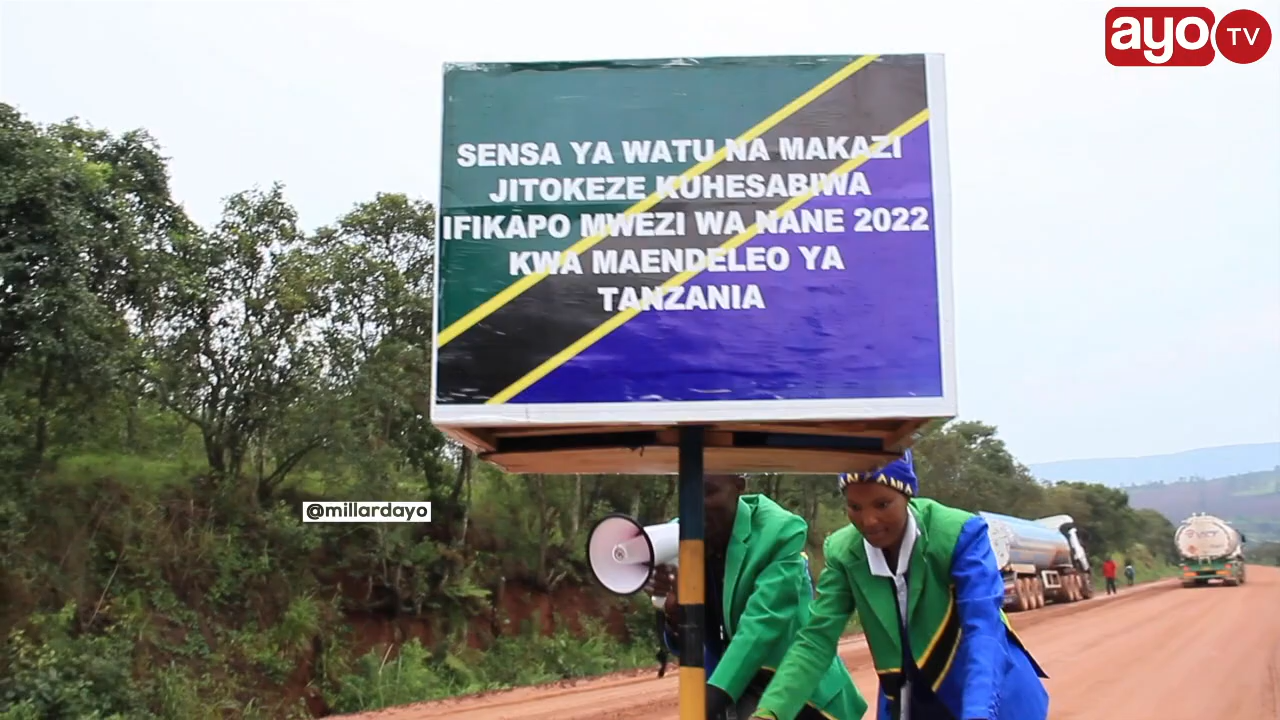 ayo TV
SENSA YA WATU NA MAKAZI
JITOKEZE KUHESABIWA
IFIKAPO MWEZI WA NANE 2022
KWA MAENDELEO YA
TANZANIA
@millardayo